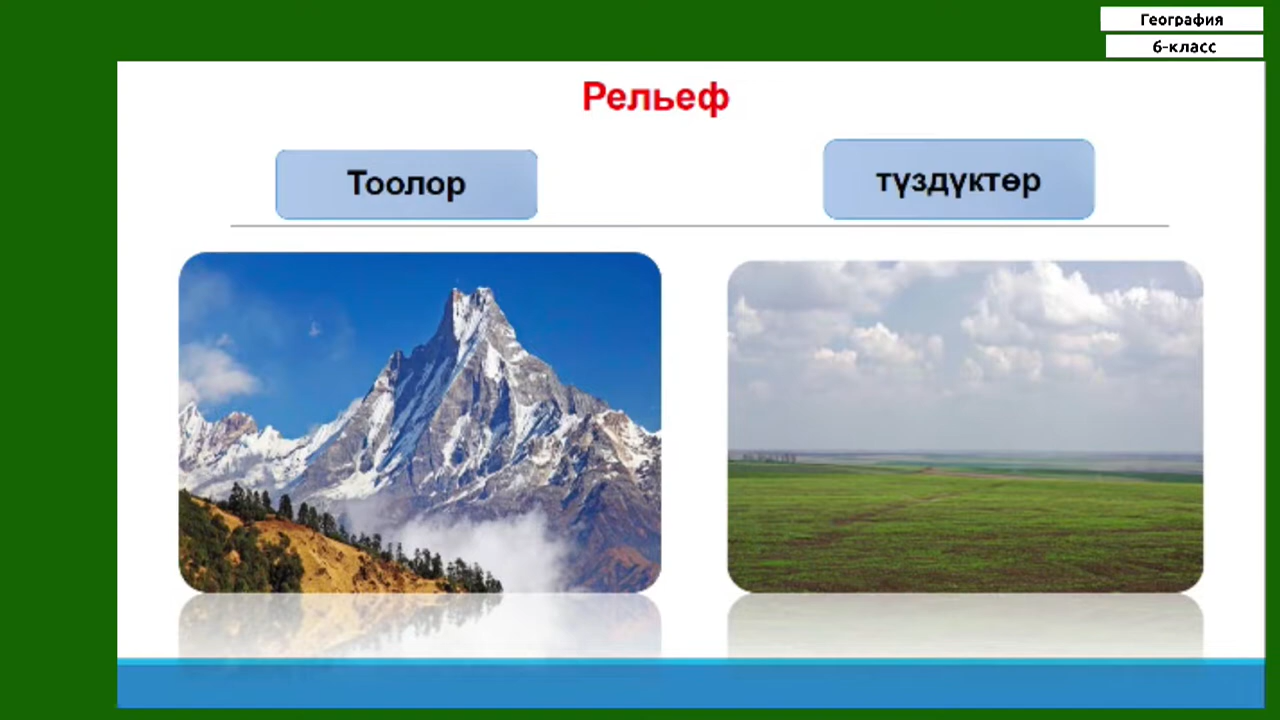 География
6-класс
Рельеф
Тоолор
түздүктөр